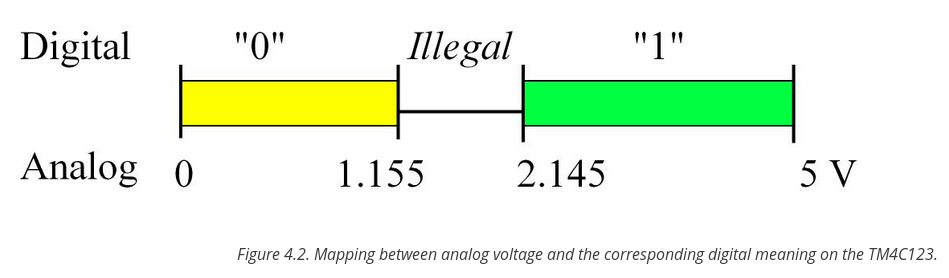 Digital "0" Illegal "1"
Analog 0 1.155 2.145 5 V
Figure 4.2. Mapping between analog voltage and the corresponding digital meaning on the TM4C123.